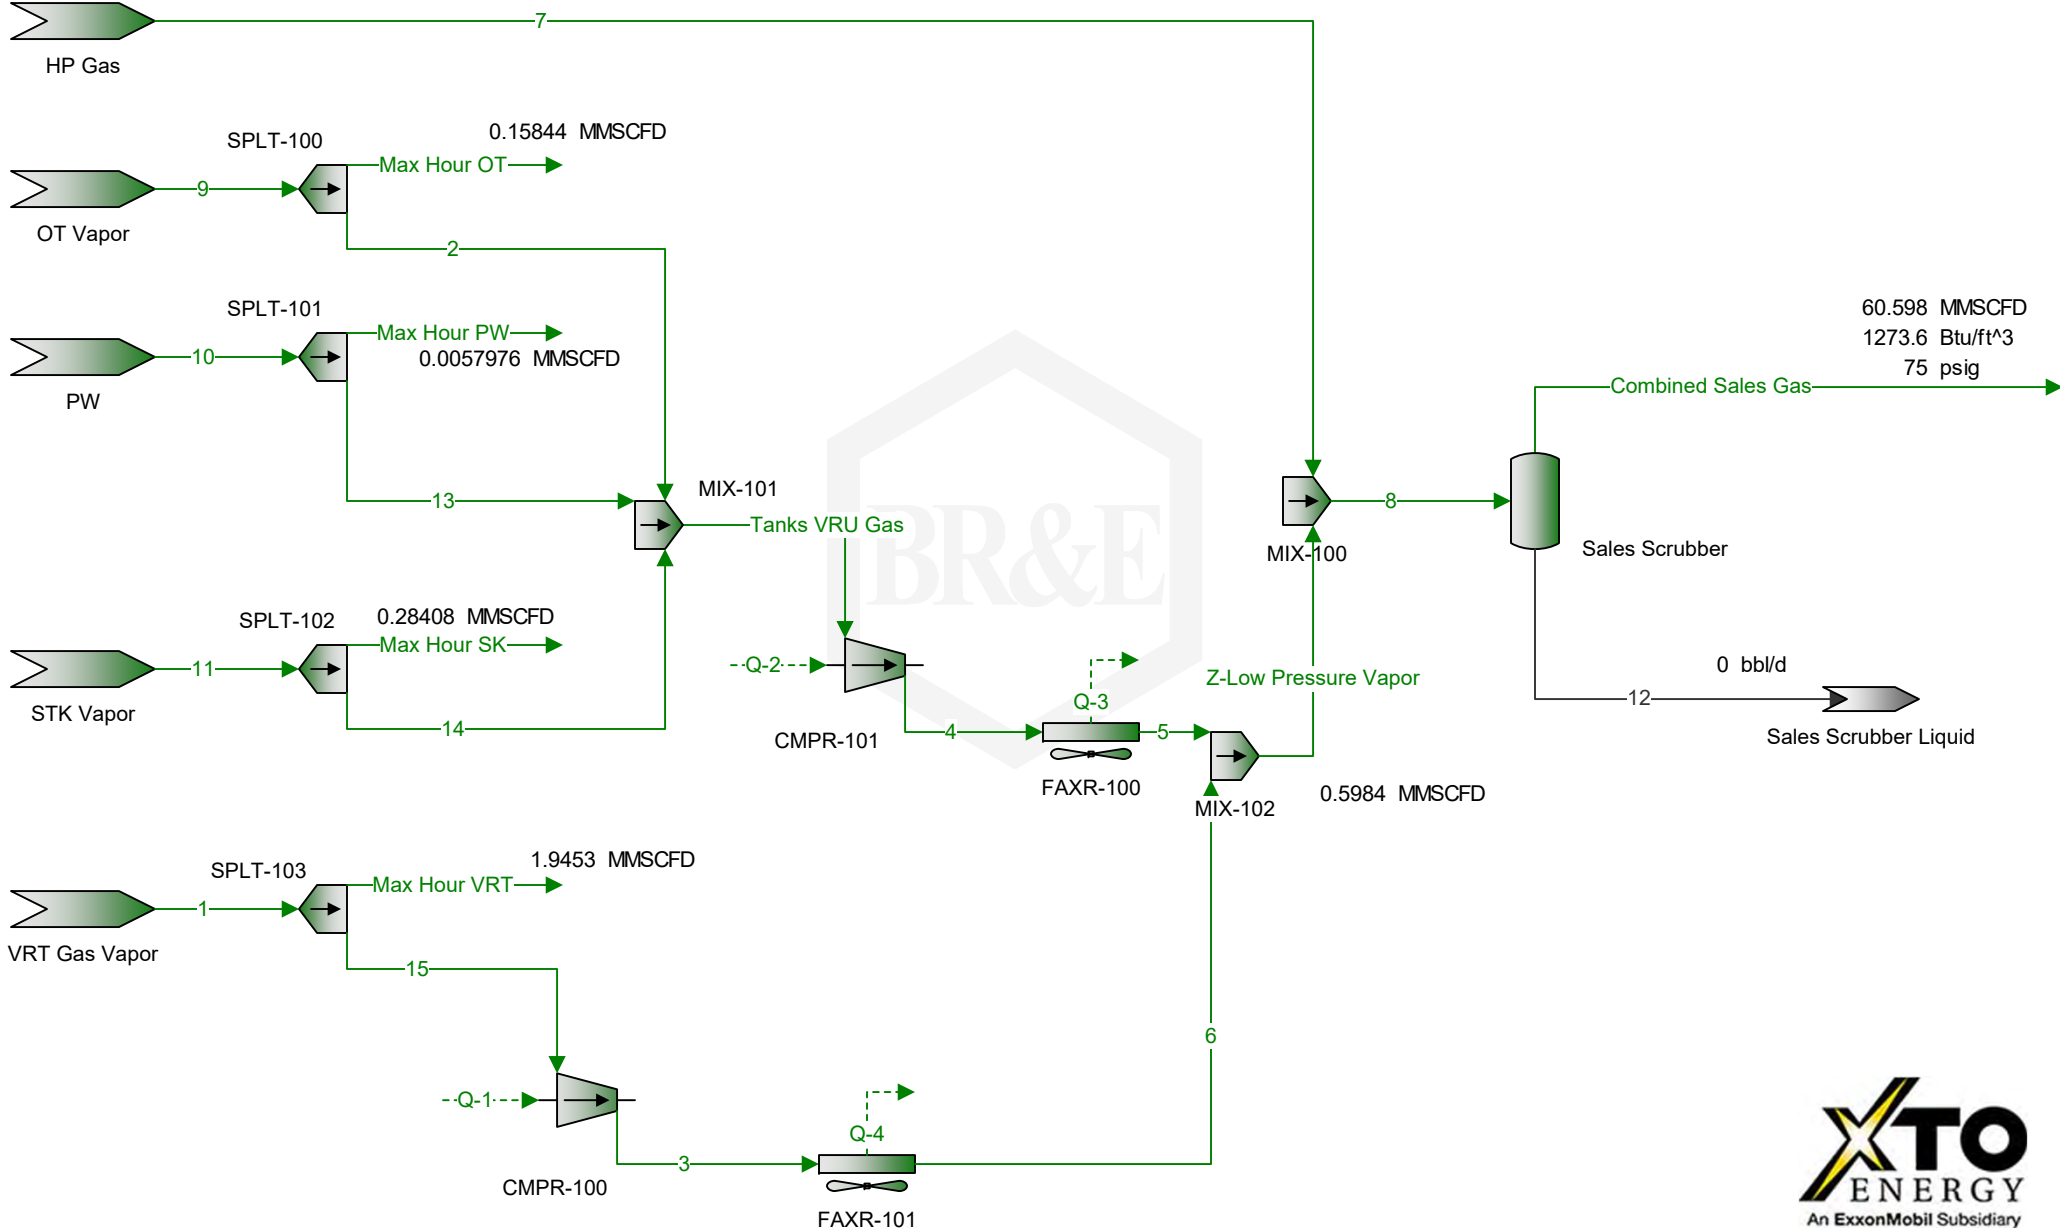 7
HP Gas
0.15844 MMSCFD
SPLT-100
Max Hour OT
9
OT Vapor
2
SPLT-101
Max Hour PW
10
0.0057976 MMSCFD
PW
60.598 MMSCFD
1273.6 Btu/ft^3
75 psig
Combined Sales Gas
MIX-101
13
Tanks VRU Gas
8
MIX-100
Sales Scrubber
BR&E
SPLT-102
0.28408 MMSCFD
Max Hour SK
11
STK Vapor
14
Q-2
Z-Low Pressure Vapor
0 bbl/d
12
Sales Scrubber Liquid
Q-3
CMPR-101
4
5
FAXR-100
MIX-102
0.5984 MMSCFD
SPLT-103
1.9453 MMSCFD
Max Hour VRT
1
VRT Gas Vapor
15
6
Q-1
Q-4
CMPR-100
3
FAXR-101
XTO
ENERGY
An ExxonMobil Subsidiary